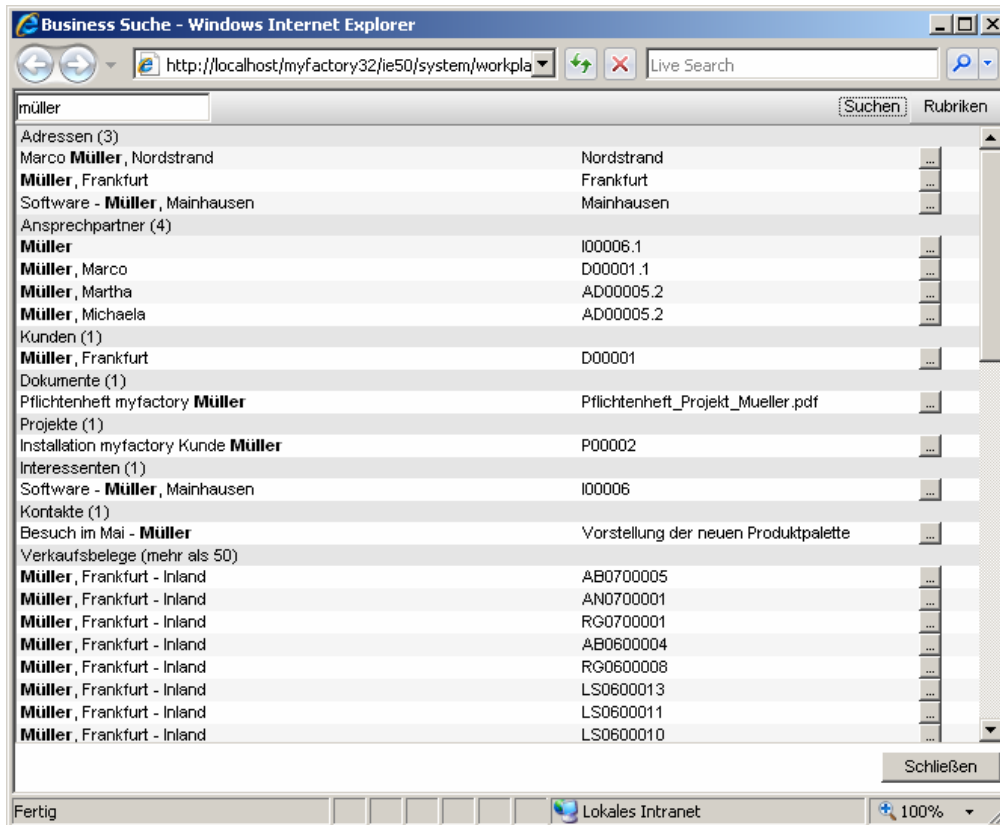 Business Suche - Windows Internet Explorer
http://localhost/myfactory32/ie50/system/workpla
Live Search
müller
Suchen Rubriken
Adressen (3)
Marco Müller, Nordstrand Nordstrand ...
Müller, Frankfurt Frankfurt ...
Software - Müller, Mainhausen Mainhausen ...
Ansprechpartner (4)
Müller I00006.1 ...
Müller, Marco D00001.1 ...
Müller, Martha AD00005.2 ...
Müller, Michaela AD00005.2 ...
Kunden (1)
Müller, Frankfurt D00001 ...
Dokumente (1)
Pflichtenheft myfactory Müller Pflichtenheft_Projekt_Mueller.pdf ...
Projekte (1)
Installation myfactory Kunde Müller P00002 ...
Interessenten (1)
Software - Müller, Mainhausen I00006 ...
Kontakte (1)
Besuch im Mai - Müller Vorstellung der neuen Produktpalette ...
Verkaufsbelege (mehr als 50)
Müller, Frankfurt - Inland AB0700005 ...
Müller, Frankfurt - Inland AN0700001 ...
Müller, Frankfurt - Inland RG0700001 ...
Müller, Frankfurt - Inland AB0600004 ...
Müller, Frankfurt - Inland RG0600008 ...
Müller, Frankfurt - Inland LS0600013 ...
Müller, Frankfurt - Inland LS0600011 ...
Müller, Frankfurt - Inland LS0600010 ...
Schließen
Fertig Lokales Intranet 100%